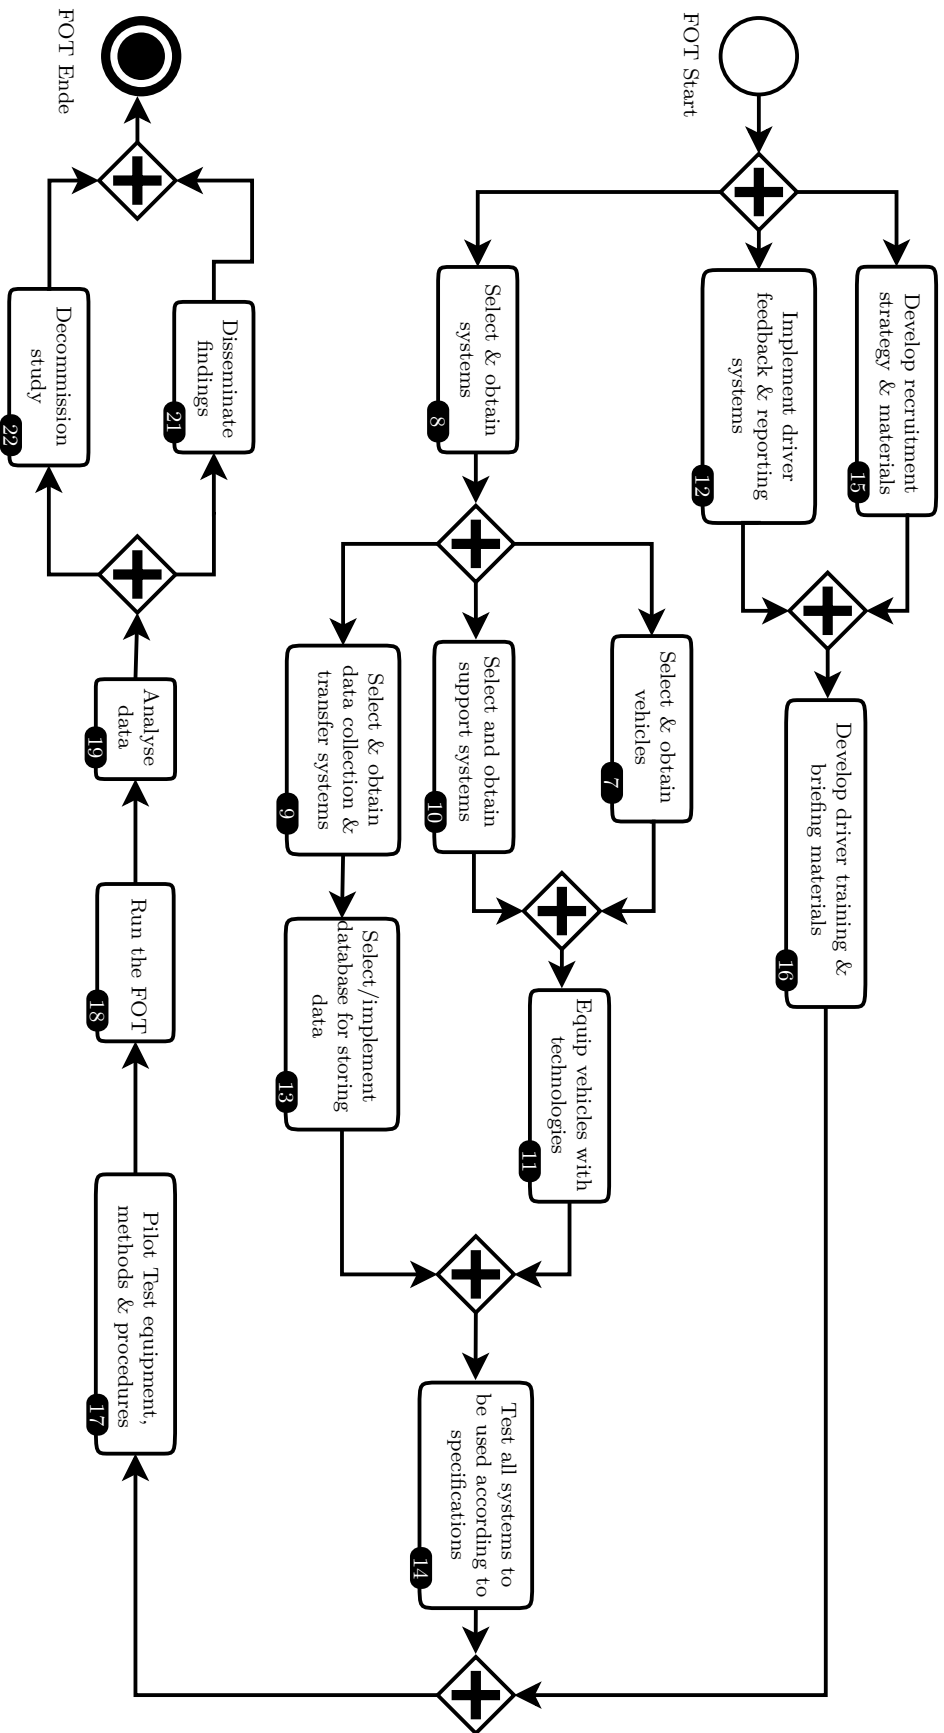 FOT Start
Develop recruitment
strategy & materials
15
Implement driver
feedback & reporting
systems
12
Develop driver training &
briefing materials
16
Select & obtain
systems
8
Select & obtain
vehicles
7
Select and obtain
support systems
10
Select & obtain
data collection &
transfer systems
9
Equip vehicles with
technologies
11
Select/implement
database for storing
data
13
Test all systems to
be used according to
specifications
14
Pilot Test equipment,
methods & procedures
17
Run the FOT
18
Analyse
data
19
Disseminate
findings
21
Decommission
study
22
FOT Ende